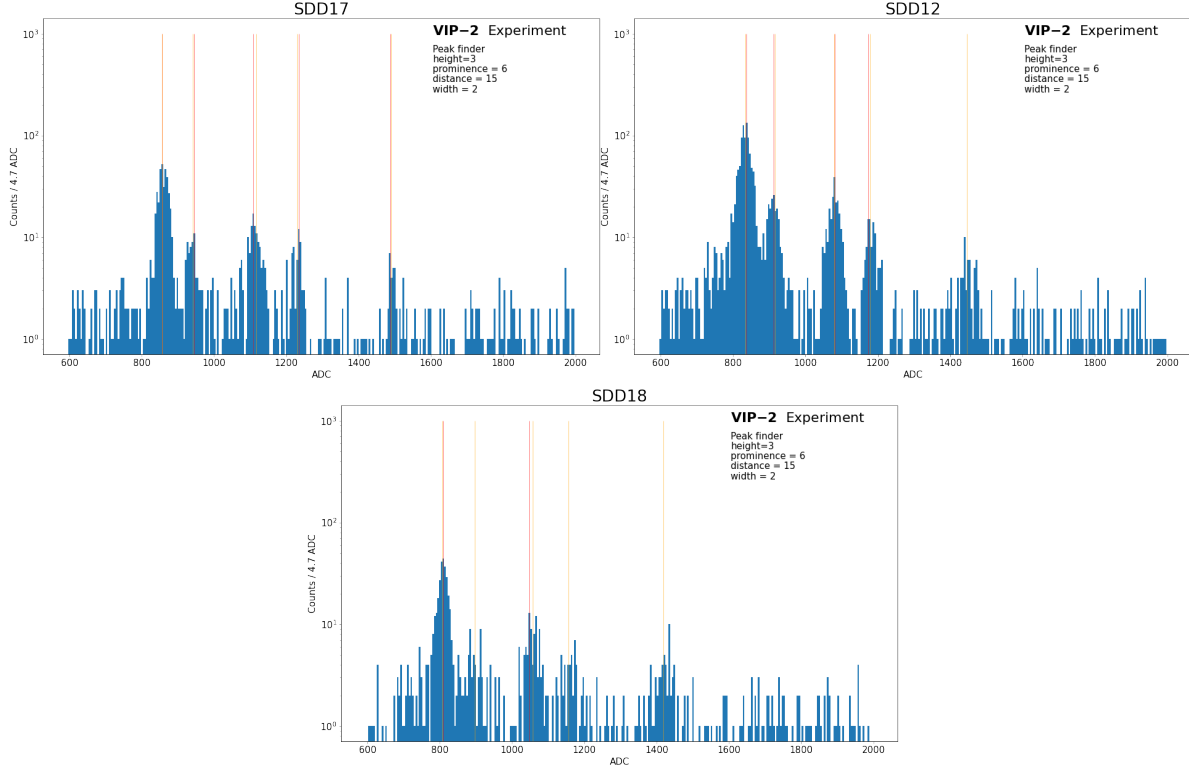 SDD17
VIP−2 Experiment
Peak finder
height=3
prominence = 6
distance = 15
width = 2
10³
10²
10¹
10⁰
Counts / 4.7 ADC
600 800 1000 1200 1400 1600 1800 2000
ADC
SDD12
VIP−2 Experiment
Peak finder
height=3
prominence = 6
distance = 15
width = 2
10³
10²
10¹
10⁰
Counts / 4.7 ADC
600 800 1000 1200 1400 1600 1800 2000
ADC
SDD18
VIP−2 Experiment
Peak finder
height=3
prominence = 6
distance = 15
width = 2
10³
10²
10¹
10⁰
Counts / 4.7 ADC
600 800 1000 1200 1400 1600 1800 2000
ADC